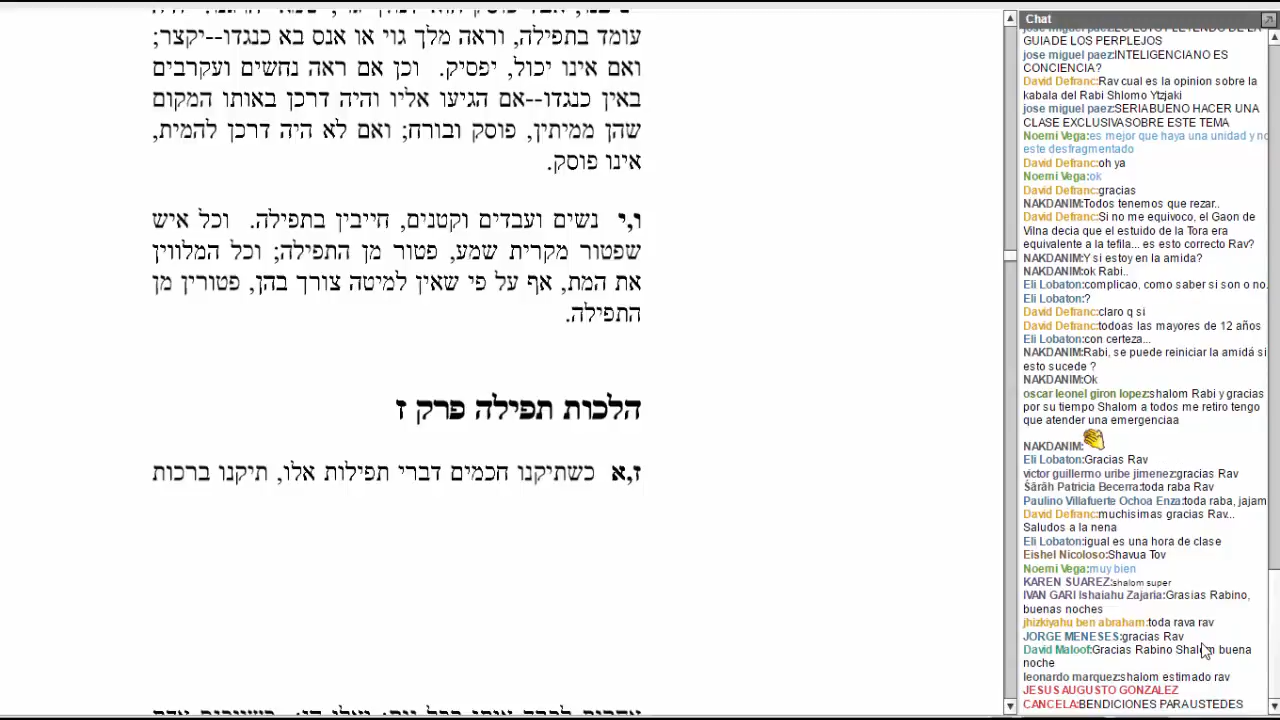 עומד בתפילה, וראה מלך גוי או אנס בא כנגדו--יקצר;
ואם אינו יכול, יפסיק. וכן אם ראה נחשים ועקרבים
באין כנגדו--אם הגיעו אליו והיה דרכן באותו המקום
שהן ממיתין, פוסק ובורח; ואם לא היה דרכן להמית,
אינו פוסק.
ו,י נשים ועבדים וקטנים, חייבין בתפילה. וכל איש
שפטור מקרית שמע, פטור מן התפילה; וכל המלווין
את המת, אף על פי שאין למיטה צורך בהן, פטורין מן
התפילה.
הלכות תפילה פרק ז
ז,א כשתיקנו חכמים דברי תפילות אלו, תיקנו ברכות
Chat
GUIADE LOS PERPLEJOS
jose miguel paez:INTELIGENCIANO ES
CONCIENCIA?
David Defranc:Rav cual es la opinion sobre la
kabala del Rabi Shlomo Ytzjaki
jose miguel paez:SERIABUENO HACER UNA
CLASE EXCLUSIVASOBRE ESTE TEMA
Noemi Vega:es mejor que haya una unidad y no
este desfragmentado
David Defranc:oh ya
Noemi Vega:ok
David Defranc:gracias
NAKDANIM:Todos tenemos que rezar..
David Defranc:Si no me equivoco, el Gaon de
Vilna decia que el estuido de la Tora era
equivalente a la tefila... es esto correcto Rav?
NAKDANIM:Y si estoy en la amida?
NAKDANIM:ok Rabi..
Eli Lobaton:complicao, como saber si son o no.
Eli Lobaton:?
David Defranc:claro q si
David Defranc:todoas las mayores de 12 años
Eli Lobaton:con certeza...
NAKDANIM:Rabi, se puede reiniciar la amidá si
esto sucede ?
NAKDANIM:Ok
oscar leonel giron lopez:shalom Rabi y gracias
por su tiempo Shalom a todos me retiro tengo
que atender una emergenciaa
NAKDANIM:
Eli Lobaton:Gracias Rav
victor guillermo uribe jimenez:gracias Rav
Śārāh Patricia Becerra:toda raba Rav
Paulino Villafuerte Ochoa Enza:toda raba, jajam
David Defranc:muchisimas gracias Rav...
Saludos a la nena
Eli Lobaton:igual es una hora de clase
Eishel Nicoloso:Shavua Tov
Noemi Vega:muy bien
KAREN SUAREZ:shalom super
IVAN GARI Ishaiahu Zajaria:Grasias Rabino,
buenas noches
jhizkiyahu ben abraham:toda rava rav
JORGE MENESES:gracias Rav
David Maloof:Gracias Rabino Shalom buena
noche
leonardo marquez:shalom estimado rav
JESUS AUGUSTO GONZALEZ
CANCELA:BENDICIONES PARA USTEDES